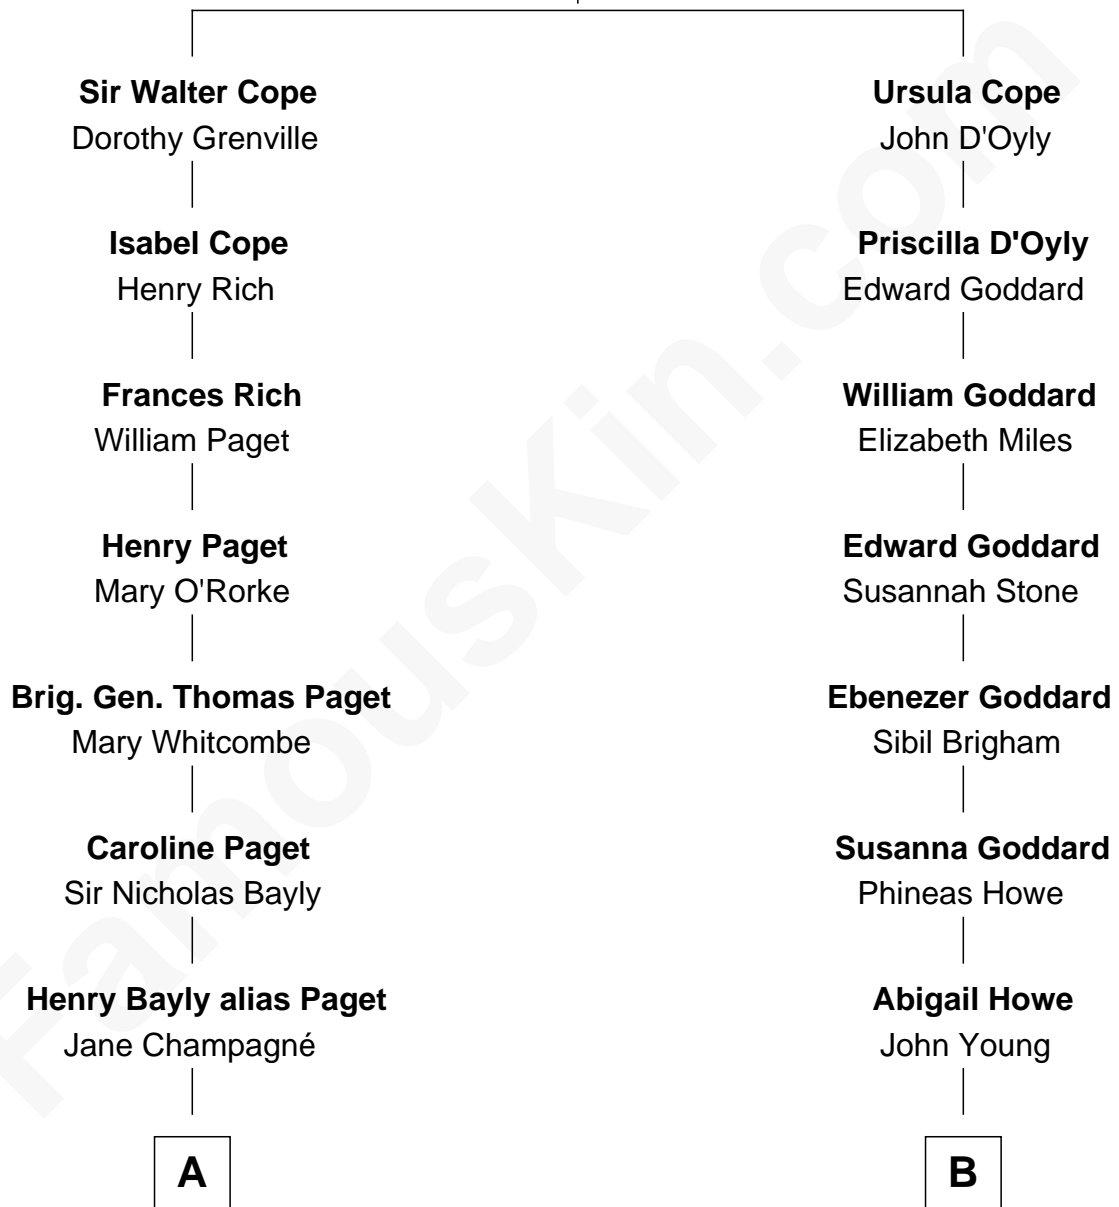 Sir Walter Cope
Dorothy Grenville
Isabel Cope
Henry Rich
Frances Rich
William Paget
Henry Paget
Mary O'Rorke
Brig. Gen. Thomas Paget
Mary Whitcombe
Caroline Paget
Sir Nicholas Bayly
Henry Bayly alias Paget
Jane Champagné
A
Ursula Cope
John D'Oyly
Priscilla D'Oyly
Edward Goddard
William Goddard
Elizabeth Miles
Edward Goddard
Susannah Stone
Ebenezer Goddard
Sibil Brigham
Susanna Goddard
Phineas Howe
Abigail Howe
John Young
B
FamousKin.com